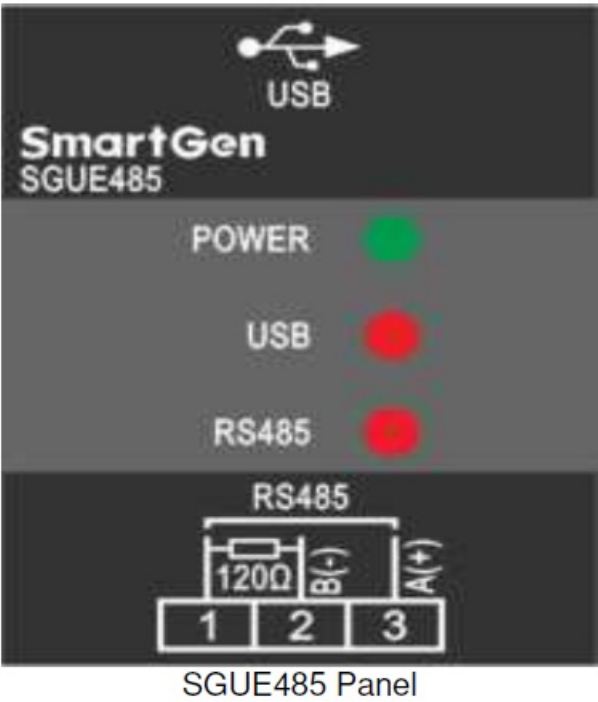 USB
SmartGen
SGUE485
POWER
USB
RS485
RS485
120Ω B(-) A(+)
1 2 3
SGUE485 Panel